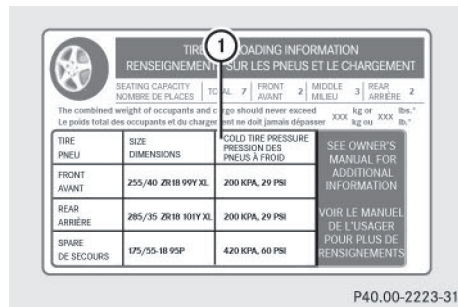 1
TIRE LOADING INFORMATION
RENSEIGNEMENT SUR LES PNEUS ET LE CHARGEMENT
SEATING CAPACITY TOTAL 7 FRONT 2 MIDDLE 3 REAR 2
NOMBRE DE PLACES AVANT MILIEU ARRIÈRE
The combined weight of occupants and cargo should never exceed XXX kg or XXX lbs.*
Le poids total des occupants et du chargement ne doit jamais dépasser kg ou lb.*
TIRE SIZE COLD TIRE PRESSURE SEE OWNER'S
PNEU DIMENSIONS PRESSION DES PNEUS À FROID MANUAL FOR
ADDITIONAL
INFORMATION
FRONT
AVANT 255/40 ZR18 99Y XL 200 KPA, 29 PSI
REAR
ARRIÈRE 285/35 ZR18 101Y XL 200 KPA, 29 PSI
VOIR LE MANUEL
DE L'USAGER
POUR PLUS DE
RENSIGNEMENTS
SPARE
DE SECOURS 175/55-18 95P 420 KPA, 60 PSI
P40.00-2223-31